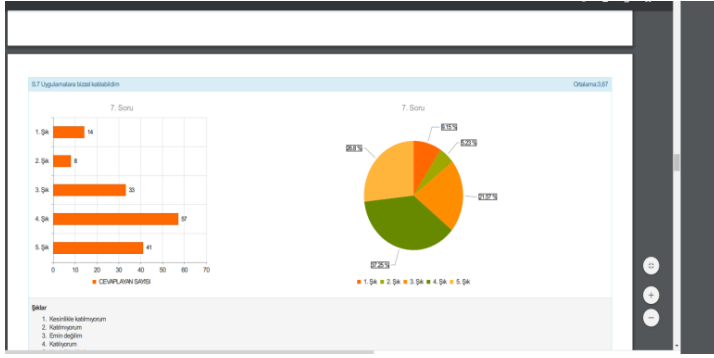 S.7 Uygulamalara bizzat katılabildim
Ortalama:3,67
7. Soru
1. Şık
14
2. Şık
8
3. Şık
33
4. Şık
57
5. Şık
41
0 10 20 30 40 50 60 70
CEVAPLAYAN SAYISI
7. Soru
9,15 %
5,23 %
21,57 %
37,25 %
26,8 %
1. Şık 2. Şık 3. Şık 4. Şık 5. Şık
Şıklar
1. Kesinlikle katılmıyorum
2. Katılmıyorum
3. Emin değilim
4. Katılıyorum